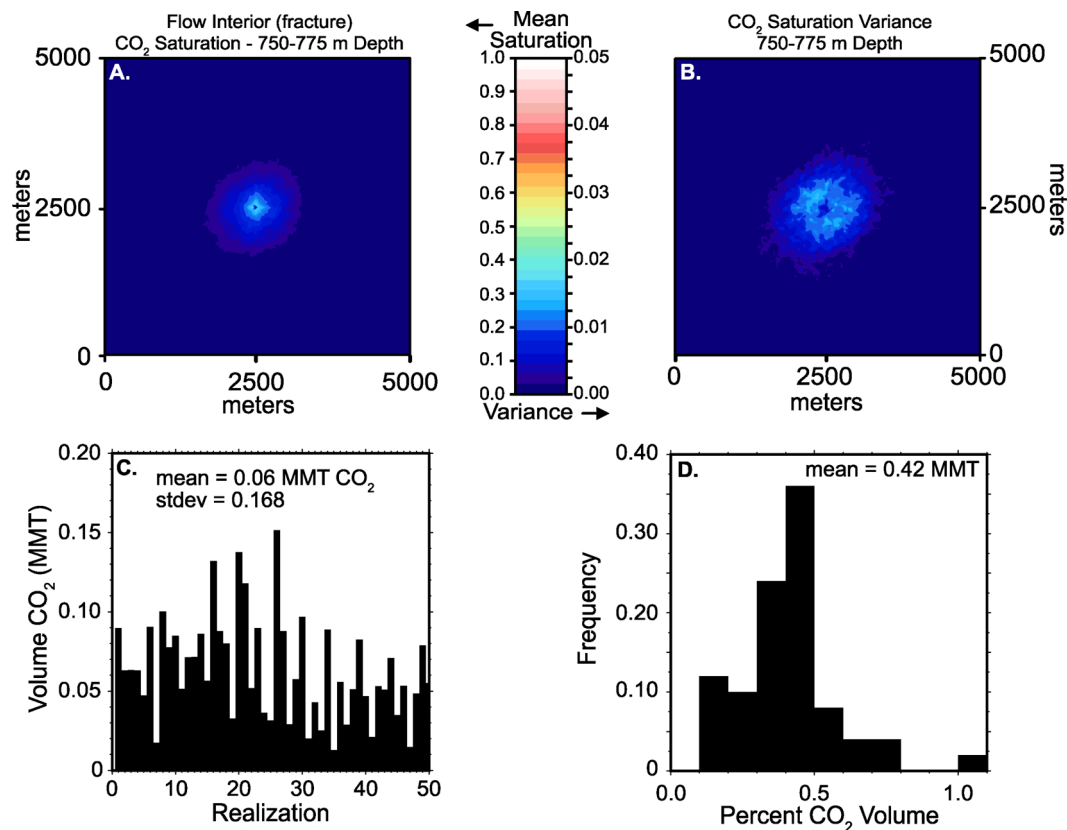 Flow Interior (fracture)
CO₂ Saturation - 750-775 m Depth
5000
A.
meters
2500
0
0
2500
5000
meters
← Mean
Saturation
1.0
0.9
0.8
0.7
0.6
0.5
0.4
0.3
0.2
0.1
0.0
0.05
0.04
0.03
0.02
0.01
0.00
Variance →
CO₂ Saturation Variance
750-775 m Depth
B.
5000
2500
0
meters
0
2500
5000
meters
C.
mean = 0.06 MMT CO₂
stdev = 0.168
0.20
0.15
0.10
0.05
0
Volume CO₂ (MMT)
0
10
20
30
40
50
Realization
D.
mean = 0.42 MMT
0.40
0.30
0.20
0.10
0
Frequency
0.0
0.5
1.0
Percent CO₂ Volume